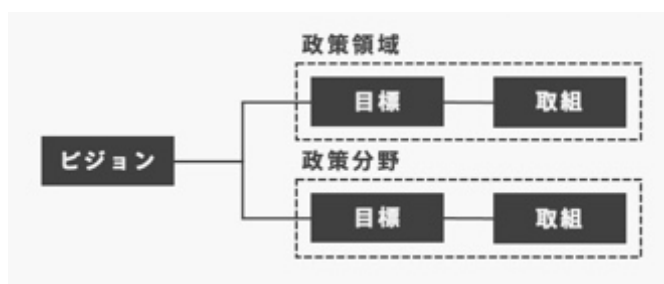 政策領域
目標
取組
ビジョン
政策分野
目標
取組